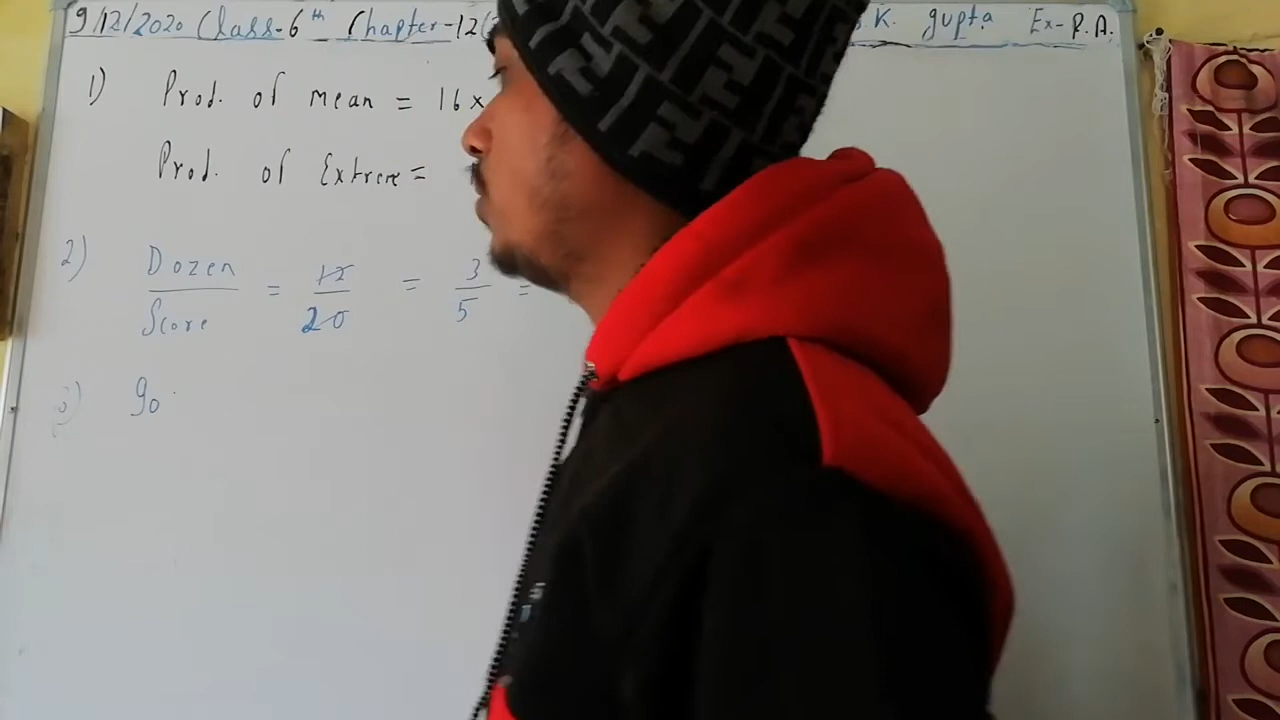 9/12/2020 Class-6th Chapter-12( K. gupta Ex-R.A.
1) Prod. of mean = 16x
Prod. of Extreme =
2) Dozen/Score = 12/20 = 3/5 =
3) 90